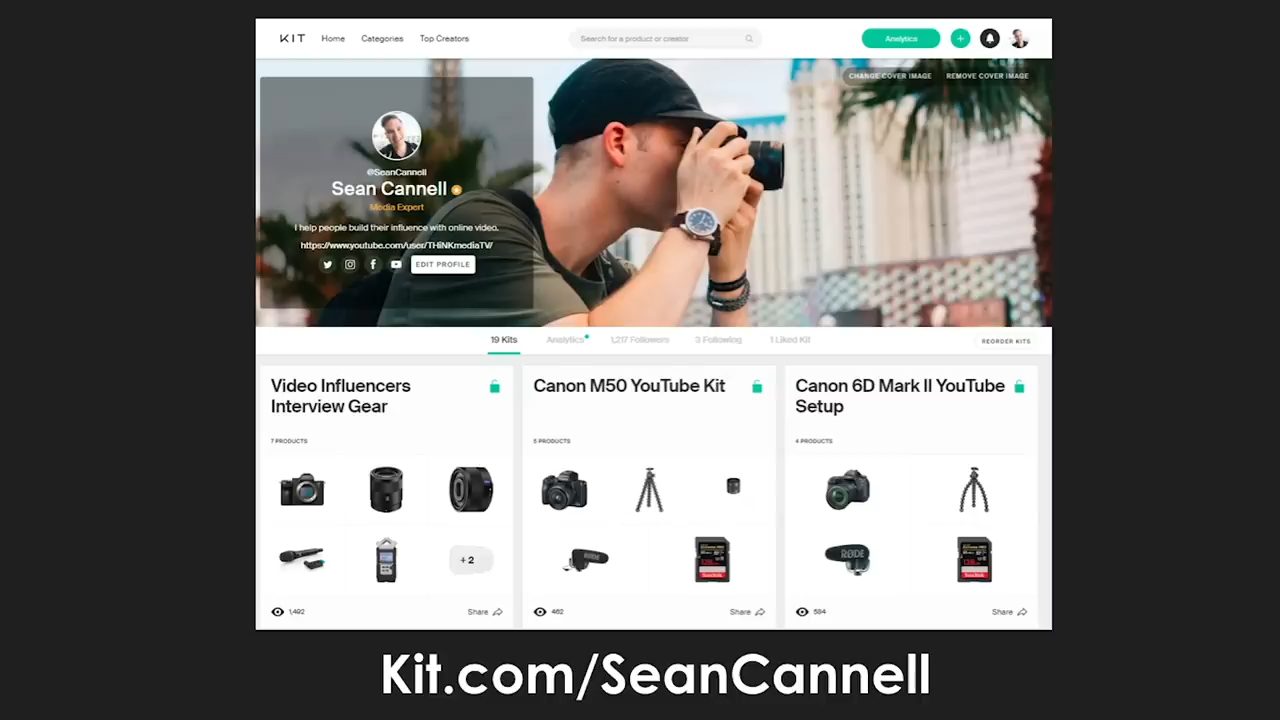 KIT Home Categories Top Creators Search for a product or creator Analytics +
CHANGE COVER IMAGE REMOVE COVER IMAGE
@SeanCannell
Sean Cannell
Media Expert
I help people build their influence with online video.
https://www.youtube.com/user/THiNKmediaTV/
EDIT PROFILE
19 Kits Analytics 1,217 Followers 3 Following 1 Liked Kit REORDER KITS
Video Influencers
Interview Gear
7 PRODUCTS
+2
1,492 Share
Canon M50 YouTube Kit
5 PRODUCTS
462 Share
Canon 6D Mark II YouTube
Setup
4 PRODUCTS
RØDE
584 Share
Kit.com/SeanCannell